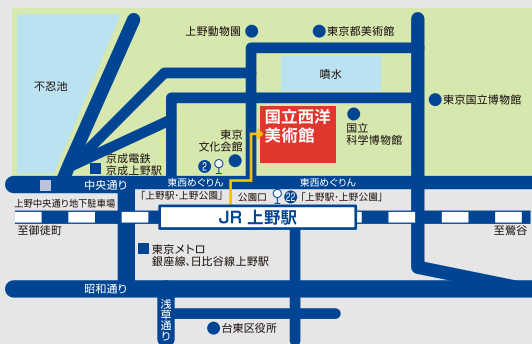 上野動物園
東京都美術館
不忍池
噴水
東京国立博物館
国立西洋
美術館
国立
科学博物館
東京
文化会館
2
京成電鉄
京成上野駅
中央通り
東西めぐりん
東西めぐりん
上野中央通り地下駐車場
「上野駅・上野公園」
公園口
22
「上野駅・上野公園」
JR 上野駅
至御徒町
至鶯谷
東京メトロ
銀座線、日比谷線上野駅
昭和通り
浅草通り
台東区役所